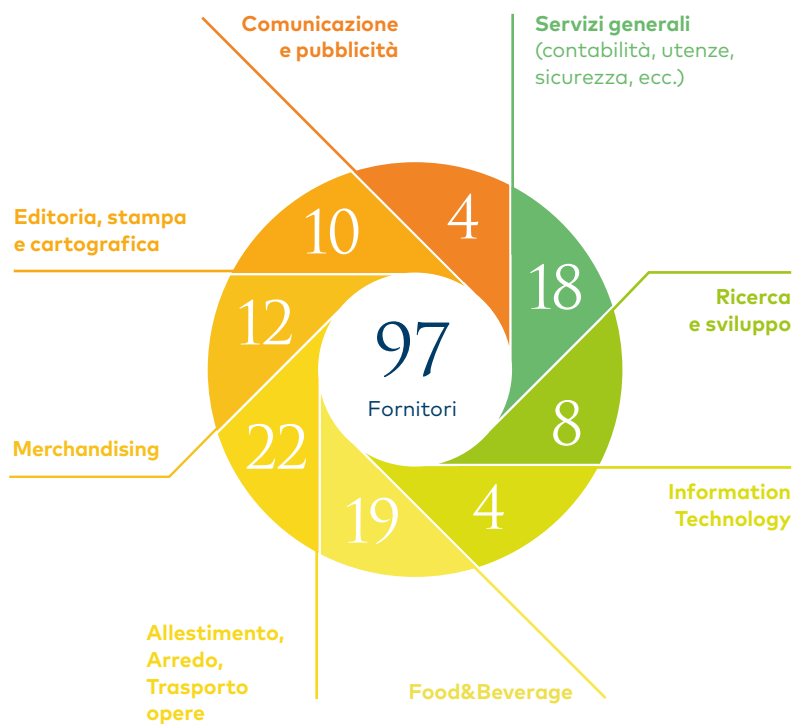 Comunicazione
e pubblicità
4
Servizi generali
(contabilità, utenze,
sicurezza, ecc.)
18
Ricerca
e sviluppo
8
Information
Technology
4
Food&Beverage
19
Allestimento,
Arredo,
Trasporto
opere
22
Merchandising
12
Editoria, stampa
e cartografica
10
97
Fornitori